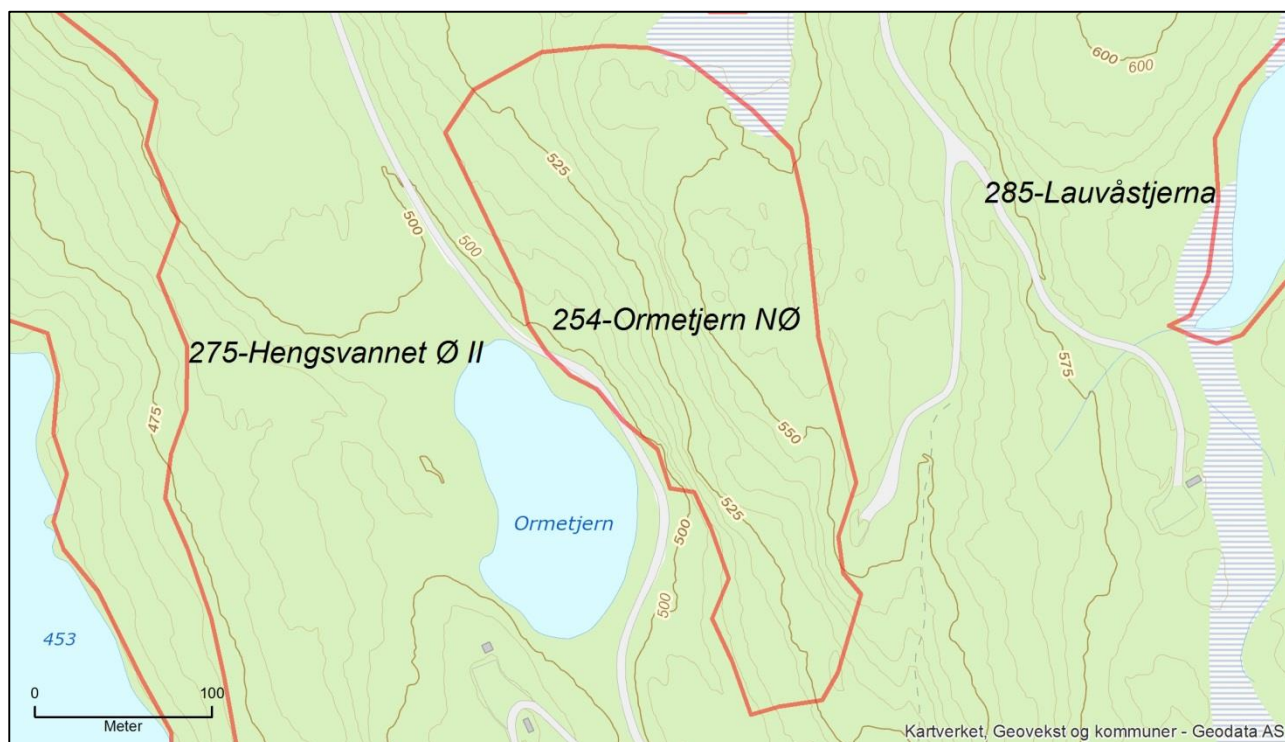 600
600
525
285-Lauvåstjerna
500
500
254-Ormetjern NØ
275-Hengsvannet Ø II
575
475
550
525
Ormetjern
500
500
453
0 100
Meter
Kartverket, Geovekst og kommuner - Geodata AS